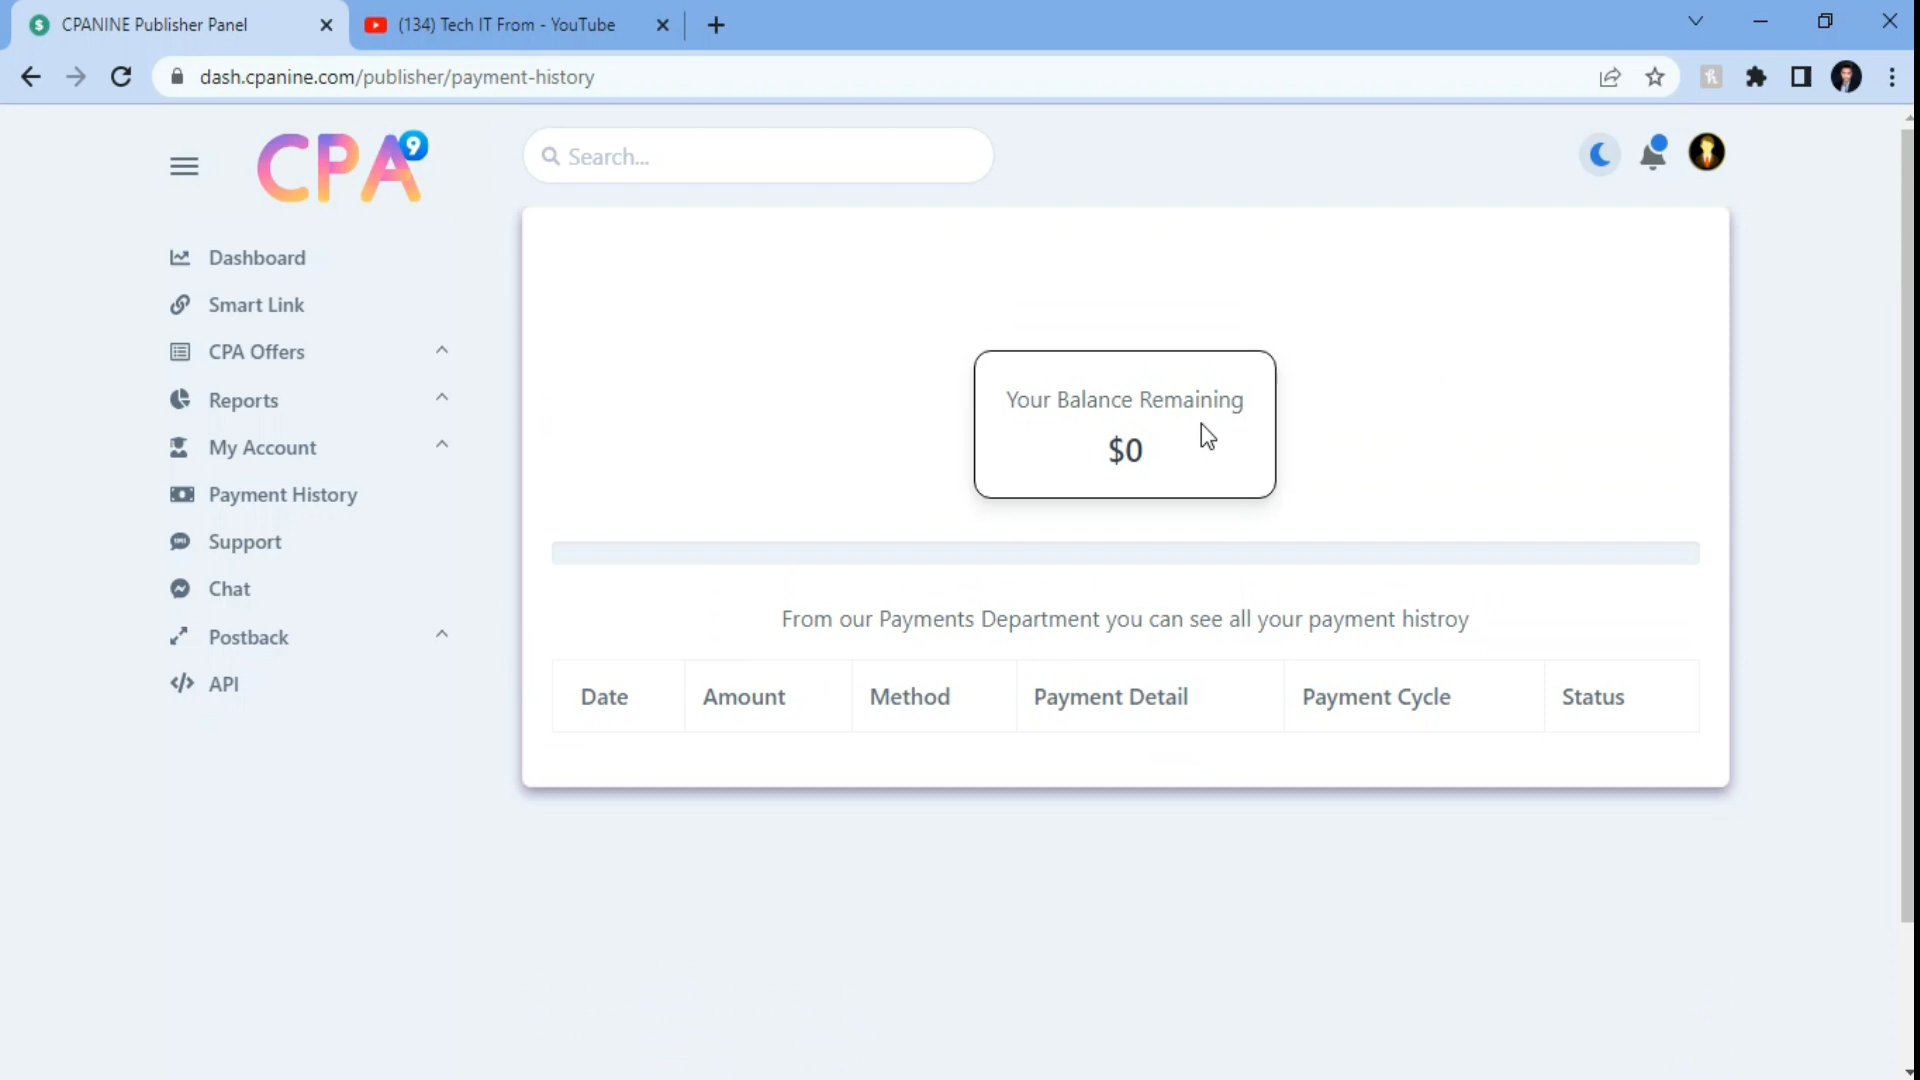 CPANINE Publisher Panel
(134) Tech IT From - YouTube
dash.cpanine.com/publisher/payment-history
CPA9
Search...
Dashboard
Smart Link
CPA Offers
Reports
My Account
Payment History
Support
Chat
Postback
API
Your Balance Remaining
$0
From our Payments Department you can see all your payment histroy
Date Amount Method Payment Detail Payment Cycle Status